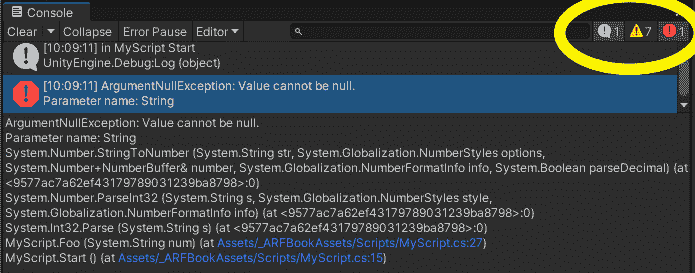 Console
Clear Collapse Error Pause Editor 1 7 1
[10:09:11] in MyScript Start
UnityEngine.Debug:Log (object)
[10:09:11] ArgumentNullException: Value cannot be null.
Parameter name: String
ArgumentNullException: Value cannot be null.
Parameter name: String
System.Number.StringToNumber (System.String str, System.Globalization.NumberStyles options,
System.Number+NumberBuffer& number, System.Globalization.NumberFormatInfo info, System.Boolean parseDecimal) (at
<9577ac7a62ef43179789031239ba8798>:0)
System.Number.ParseInt32 (System.String s, System.Globalization.NumberStyles style,
System.Globalization.NumberFormatInfo info) (at <9577ac7a62ef43179789031239ba8798>:0)
System.Int32.Parse (System.String s) (at <9577ac7a62ef43179789031239ba8798>:0)
MyScript.Foo (System.String num) (at Assets/_ARFBookAssets/Scripts/MyScript.cs:27)
MyScript.Start () (at Assets/_ARFBookAssets/Scripts/MyScript.cs:15)